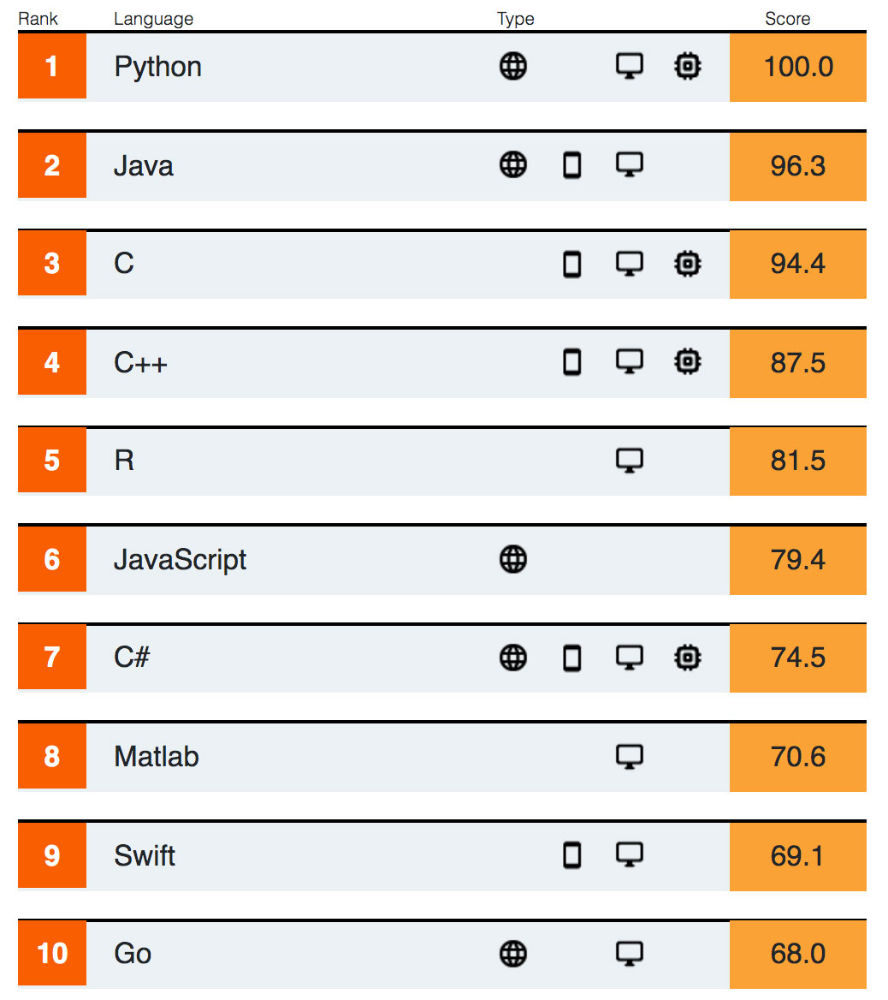 Rank Language Type Score
1 Python 100.0
2 Java 96.3
3 C 94.4
4 C++ 87.5
5 R 81.5
6 JavaScript 79.4
7 C# 74.5
8 Matlab 70.6
9 Swift 69.1
10 Go 68.0